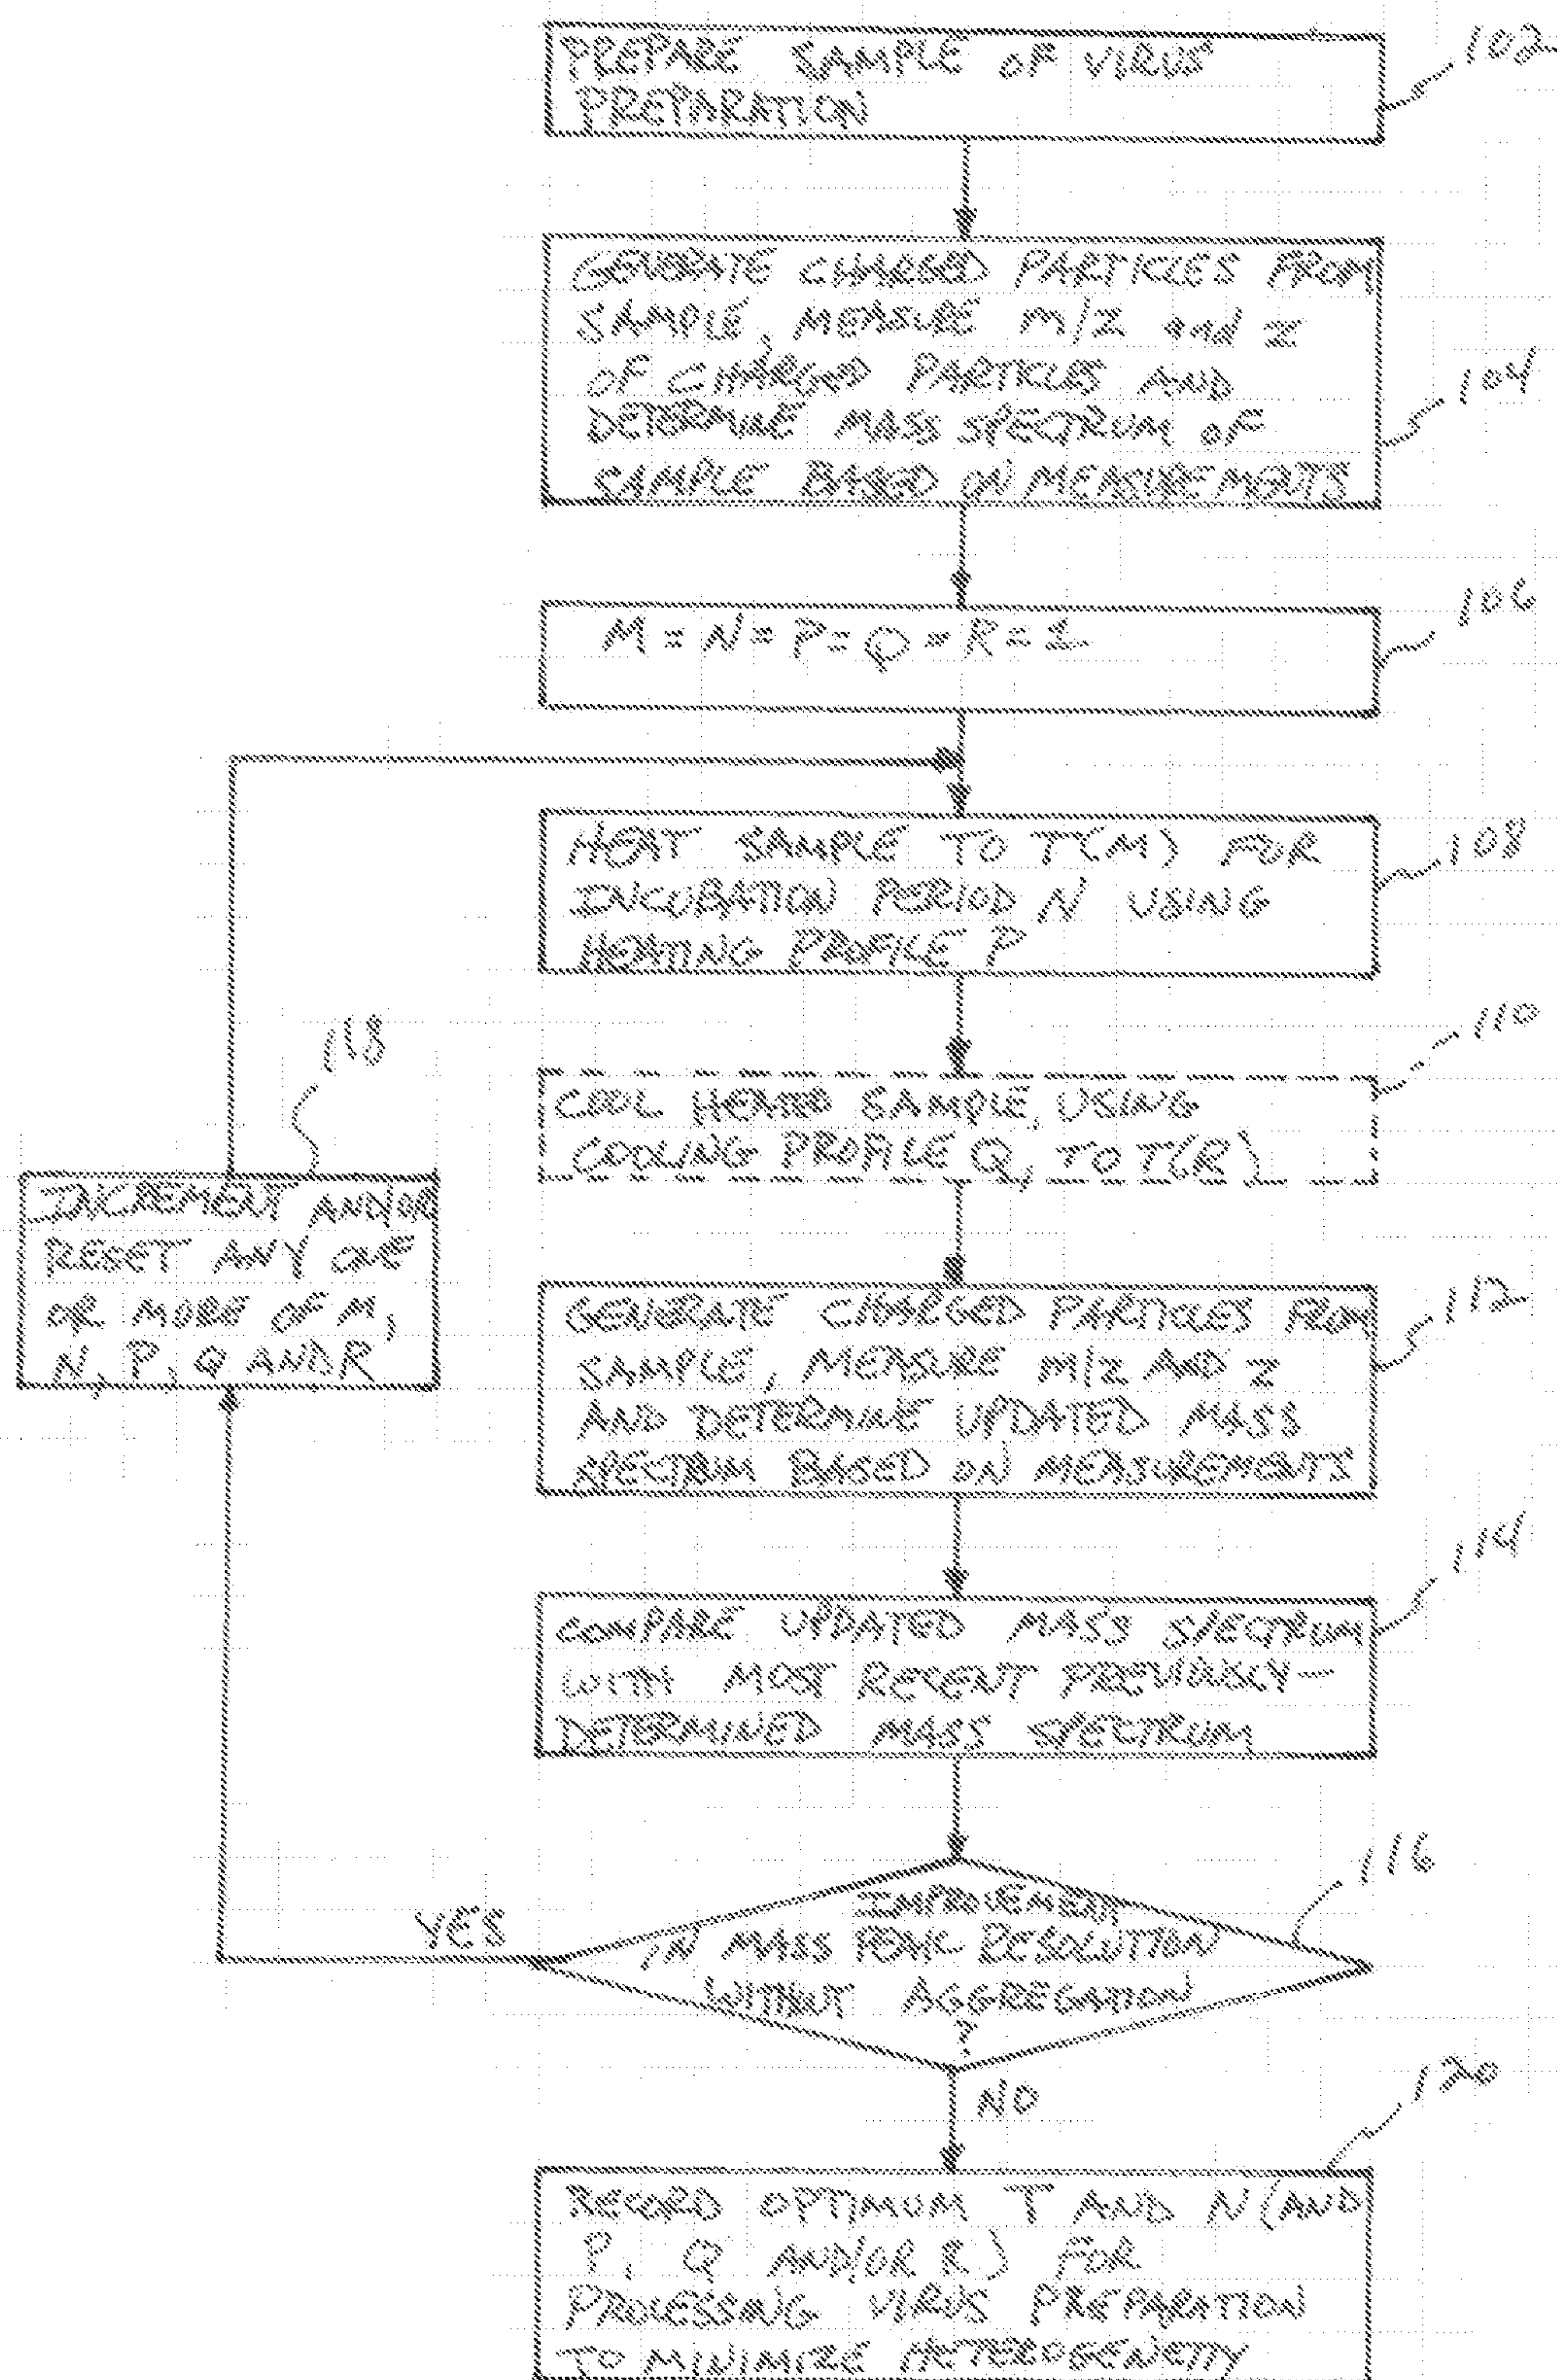 PREPARE SAMPLE OF VIRUS
PREPARATION
102
GENERATE CHARGED PARTICLES FROM
SAMPLE, MEASURE M/Z and Z
OF CHARGED PARTICLES AND
DETERMINE MASS SPECTRUM OF
SAMPLE BASED ON MEASUREMENTS
104
M = N = P = Q = R = 1
106
HEAT SAMPLE TO T(M) FOR
INCUBATION PERIOD N USING
HEATING PROFILE P
108
COOL HEATED SAMPLE, USING
COOLING PROFILE Q, TO T(R)
110
118
INCREMENT AND/OR
RESET ANY ONE
OR MORE OF M,
N, P, Q AND R
GENERATE CHARGED PARTICLES FROM
SAMPLE, MEASURE M/Z AND Z
AND DETERMINE UPDATED MASS
SPECTRUM BASED ON MEASUREMENTS
112
COMPARE UPDATED MASS SPECTRUM
WITH MOST RECENT PREVIOUSLY-
DETERMINED MASS SPECTRUM
114
IMPROVEMENT
IN MASS PEAK RESOLUTION
WITHOUT AGGREGATION
?
116
YES
NO
RECORD OPTIMUM T AND N (AND
P, Q AND/OR R) FOR
PROCESSING VIRUS PREPARATION
TO MINIMIZE HETEROGENEITY
120